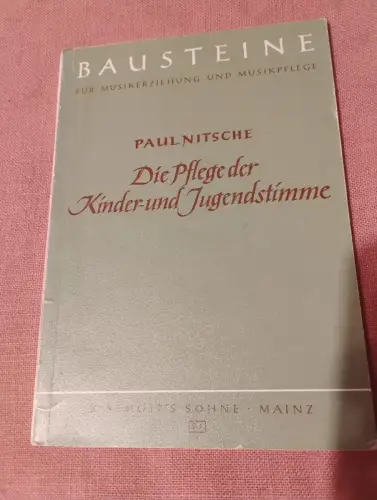 BAUSTEINE
FÜR MUSIKERZIEHUNG UND MUSIKPFLEGE
PAUL NITSCHE
Die Pflege der
Kinder- und Jugendstimme
SCHOTT'S SÖHNE · MAINZ